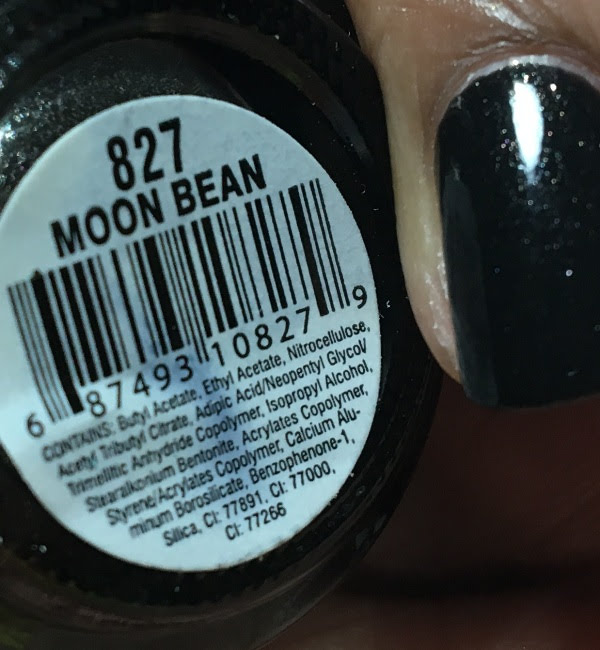 827
MOON BEAN
6 87493 10827 9
CONTAINS: Butyl Acetate, Ethyl Acetate, Nitrocellulose,
Acetyl Tributyl Citrate, Adipic Acid/Neopentyl Glycol/
Trimellitic Anhydride Copolymer, Isopropyl Alcohol,
Stearalkonium Bentonite, Acrylates Copolymer,
Styrene/Acrylates Copolymer, Calcium Alu-
minum Borosilicate, Benzophenone-1,
Silica, CI: 77891, CI: 77000,
CI: 77266